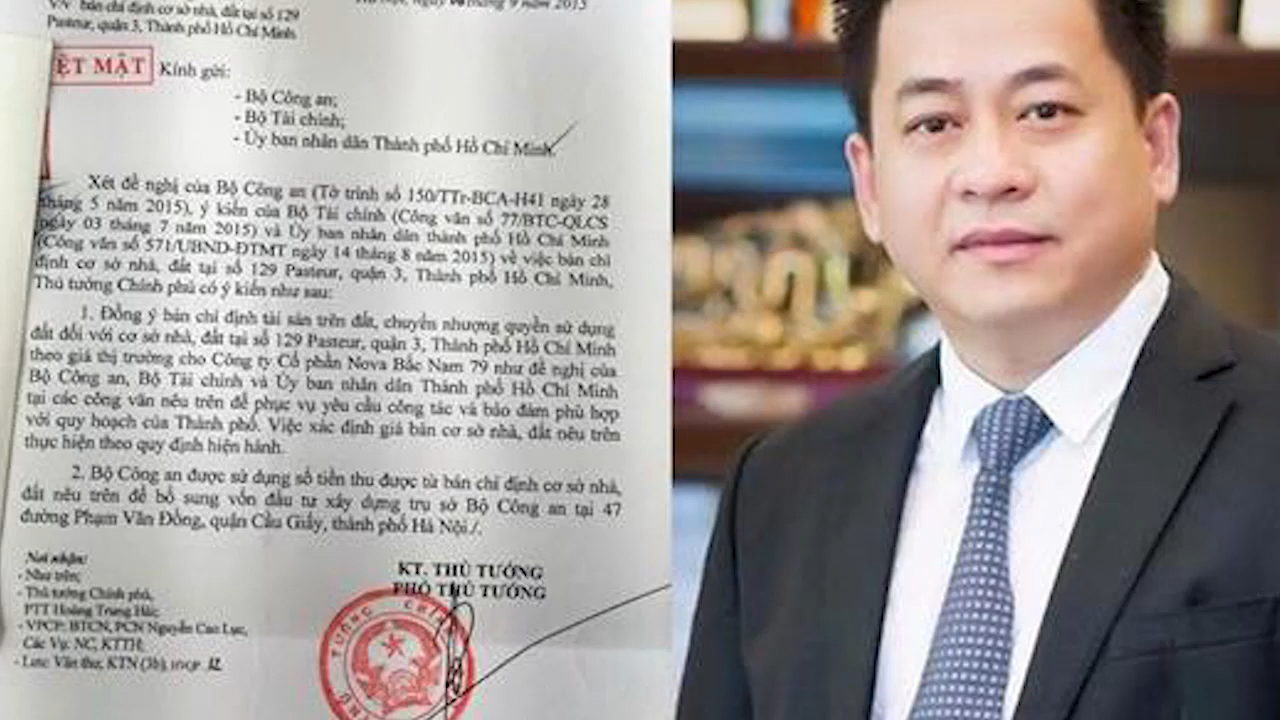 V/v bán chỉ định cơ sở nhà, đất tại số 129
Pasteur, quận 3, Thành phố Hồ Chí Minh.
ỆT MẬT
Kính gửi:
- Bộ Công an;
- Bộ Tài chính;
- Ủy ban nhân dân Thành phố Hồ Chí Minh.
Xét đề nghị của Bộ Công an (Tờ trình số 150/TTr-BCA-H41 ngày 28
tháng 5 năm 2015), ý kiến của Bộ Tài chính (Công văn số 77/BTC-QLCS
ngày 03 tháng 7 năm 2015) và Ủy ban nhân dân thành phố Hồ Chí Minh
(Công văn số 571/UBND-ĐTMT ngày 14 tháng 8 năm 2015) về việc bán chỉ
định cơ sở nhà, đất tại số 129 Pasteur, quận 3, Thành phố Hồ Chí Minh,
Thủ tướng Chính phủ có ý kiến như sau:
1. Đồng ý bán chỉ định tài sản trên đất, chuyển nhượng quyền sử dụng
đất đối với cơ sở nhà, đất tại số 129 Pasteur, quận 3, Thành phố Hồ Chí Minh
theo giá thị trường cho Công ty Cổ phần Nova Bắc Nam 79 như đề nghị của
Bộ Công an, Bộ Tài chính và Ủy ban nhân dân Thành phố Hồ Chí Minh
tại các công văn nêu trên để phục vụ yêu cầu công tác và bảo đảm phù hợp
với quy hoạch của Thành phố. Việc xác định giá bán cơ sở nhà, đất nêu trên
thực hiện theo quy định hiện hành.
2. Bộ Công an được sử dụng số tiền thu được từ bán chỉ định cơ sở nhà,
đất nêu trên để bổ sung vốn đầu tư xây dựng trụ sở Bộ Công an tại 47
đường Phạm Văn Đồng, quận Cầu Giấy, thành phố Hà Nội./.
Nơi nhận:
- Như trên;
- Thủ tướng Chính phủ,
PTT Hoàng Trung Hải;
- VPCP: BTCN, PCN Nguyễn Cao Lục,
Các Vụ: NC, KTTH;
- Lưu: Văn thư, KTN (3b),
KT. THỦ TƯỚNG
PHÓ THỦ TƯỚNG